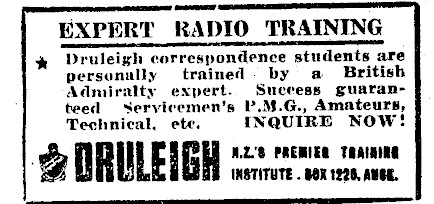 EXPERT RADIO TRAINING
★ Druleigh correspondence students are
personally trained by a British
Admiralty expert. Success guaran-
teed Servicemen's P.M.G., Amateurs,
Technical, etc. INQUIRE NOW!
DRULEIGH N.Z.'S PREMIER TRAINING
INSTITUTE . BOX 1220, AUCK.